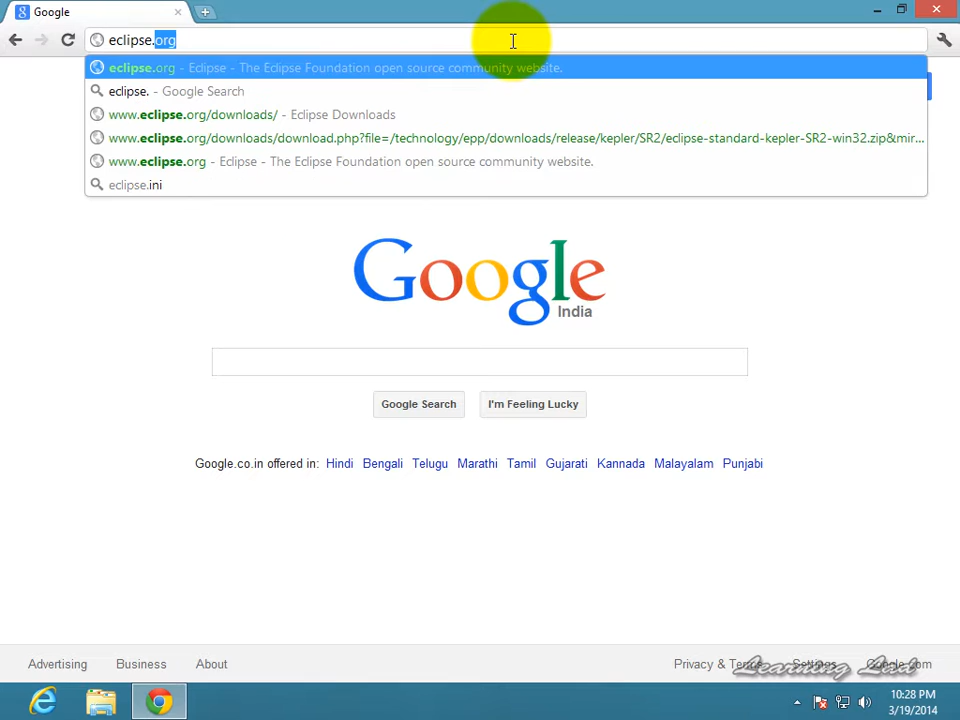 Google
eclipse.org
eclipse.org - Eclipse - The Eclipse Foundation open source community website.
eclipse. - Google Search
www.eclipse.org/downloads/ - Eclipse Downloads
www.eclipse.org/downloads/download.php?file=/technology/epp/downloads/release/kepler/SR2/eclipse-standard-kepler-SR2-win32.zip&mir...
www.eclipse.org - Eclipse - The Eclipse Foundation open source community website.
eclipse.ini
Google
India
Google Search I'm Feeling Lucky
Google.co.in offered in: Hindi Bengali Telugu Marathi Tamil Gujarati Kannada Malayalam Punjabi
Advertising Business About Privacy & Terms Settings Google.com
Learning Lad
10:28 PM
3/19/2014